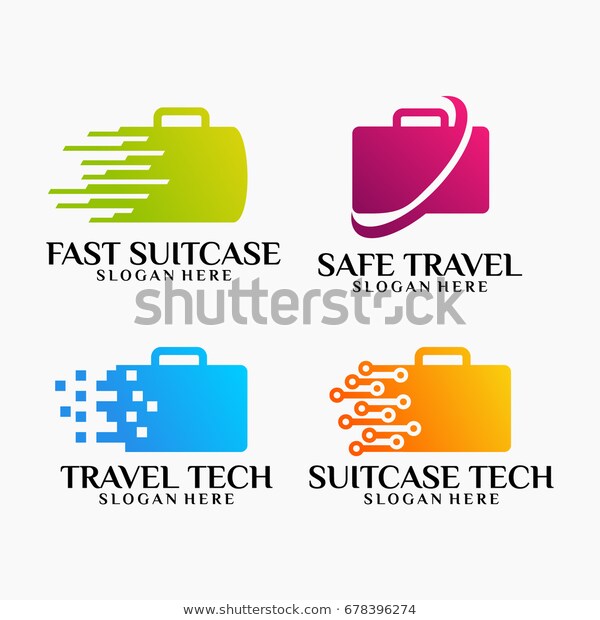 FAST SUITCASE
SLOGAN HERE
SAFE TRAVEL
SLOGAN HERE
shutterstock
TRAVEL TECH
SLOGAN HERE
SUITCASE TECH
SLOGAN HERE
www.shutterstock.com · 678396274